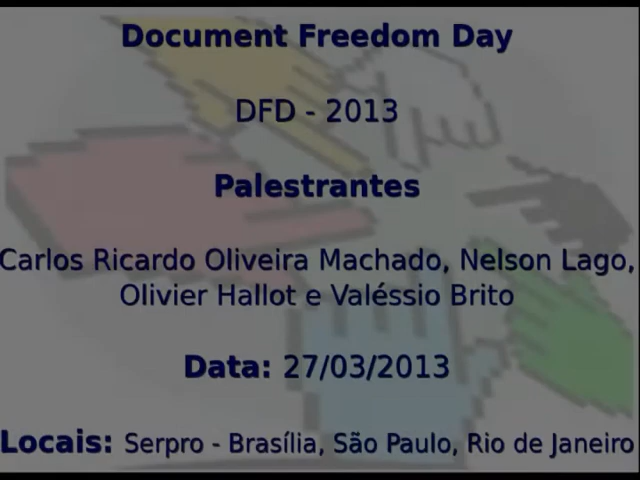 Document Freedom Day
DFD - 2013
Palestrantes
Carlos Ricardo Oliveira Machado, Nelson Lago,
Olivier Hallot e Valéssio Brito
Data: 27/03/2013
Locais: Serpro - Brasília, São Paulo, Rio de Janeiro